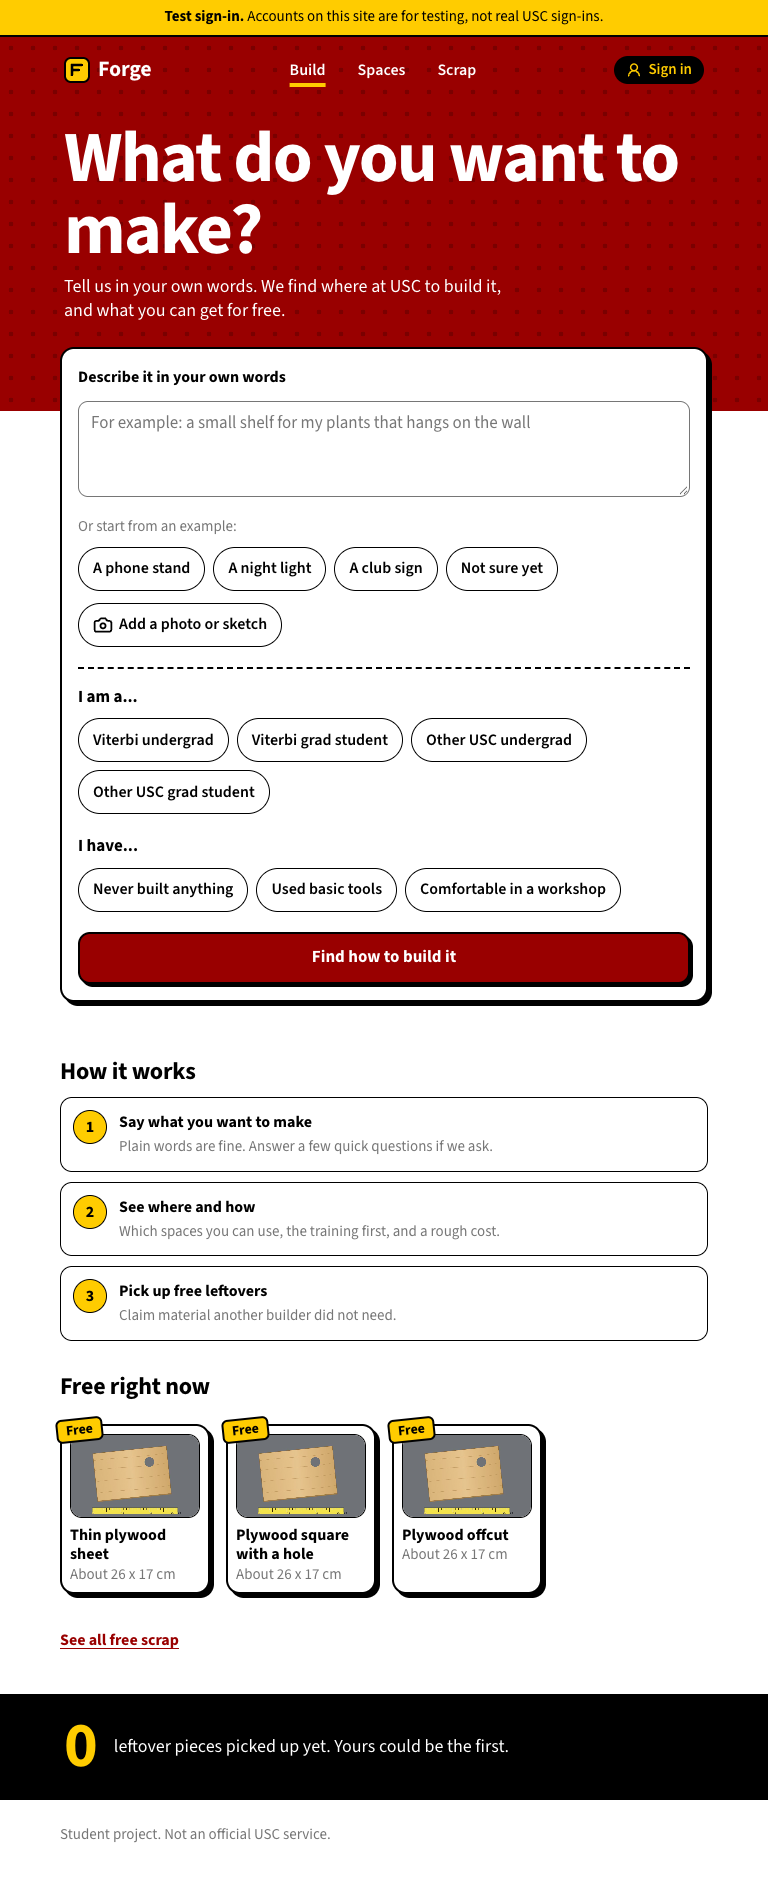 Test sign-in. Accounts on this site are for testing, not real USC sign-ins.
F Forge
Build
Spaces
Scrap
Sign in
What do you want to
make?
Tell us in your own words. We find where at USC to build it,
and what you can get for free.
Describe it in your own words
For example: a small shelf for my plants that hangs on the wall
Or start from an example:
A phone stand
A night light
A club sign
Not sure yet
Add a photo or sketch
I am a...
Viterbi undergrad
Viterbi grad student
Other USC undergrad
Other USC grad student
I have...
Never built anything
Used basic tools
Comfortable in a workshop
Find how to build it
How it works
1
Say what you want to make
Plain words are fine. Answer a few quick questions if we ask.
2
See where and how
Which spaces you can use, the training first, and a rough cost.
3
Pick up free leftovers
Claim material another builder did not need.
Free right now
Free
Thin plywood
sheet
About 26 x 17 cm
Free
Plywood square
with a hole
About 26 x 17 cm
Free
Plywood offcut
About 26 x 17 cm
See all free scrap
0 leftover pieces picked up yet. Yours could be the first.
Student project. Not an official USC service.